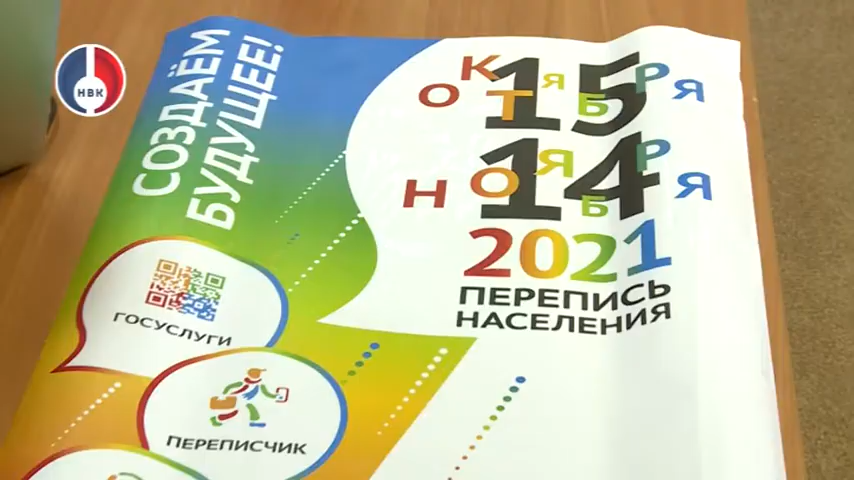 НВК
СОЗДАЁМ
БУДУЩЕЕ!
15 ОКТЯБРЯ
14 НОЯБРЯ
2021
ПЕРЕПИСЬ
НАСЕЛЕНИЯ
ГОСУСЛУГИ
ПЕРЕПИСЧИК